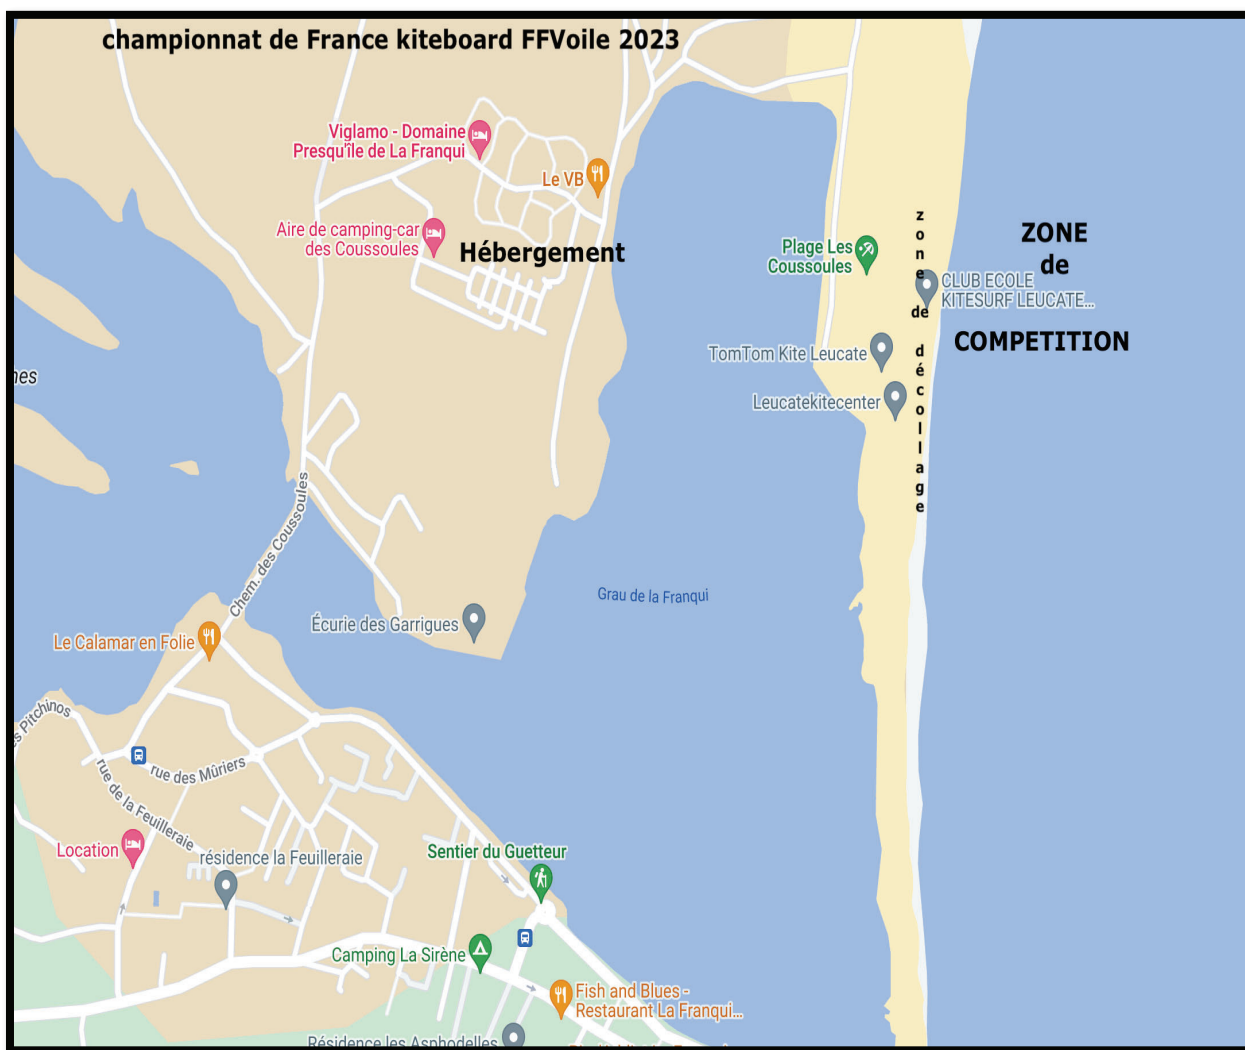 championnat de France kiteboard FFVoile 2023
Viglamo - Domaine
Presqu'île de La Franqui
Le VB
Aire de camping-car
des Coussoules
Hébergement
Plage Les
Coussoules
zone de décollage
ZONE
de
COMPETITION
CLUB ECOLE
KITESURF LEUCATE...
TomTom Kite Leucate
Leucatekitecenter
nes
Chem. des Coussoules
Grau de la Franqui
Écurie des Garrigues
Le Calamar en Folie
es Pitchinos
rue des Mûriers
rue de la Feuilleraie
Location
résidence la Feuilleraie
Sentier du Guetteur
Camping La Sirène
Fish and Blues -
Restaurant La Franqui...
Résidence les Asphodelles